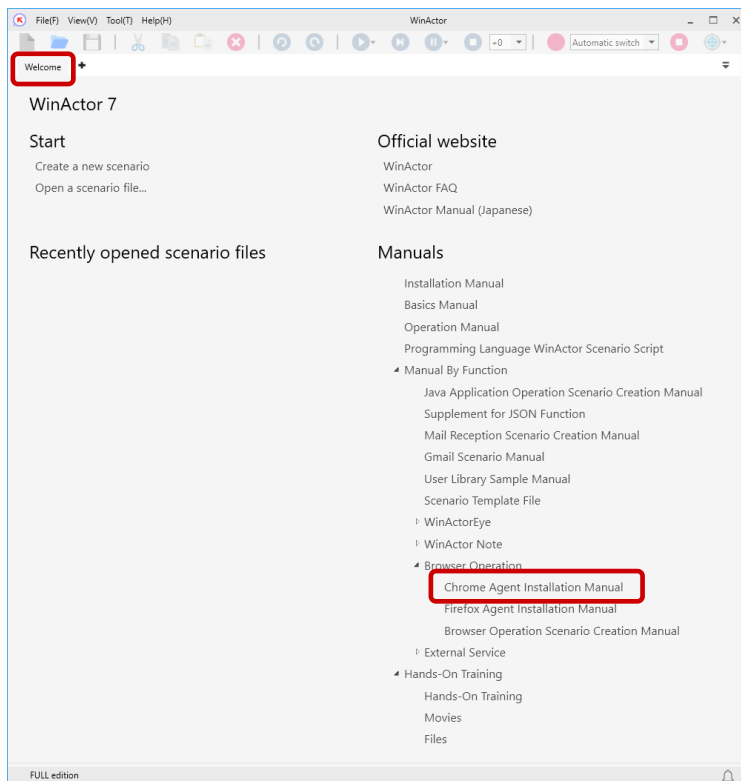 File(F) View(V) Tool(T) Help(H) WinActor
+0 Automatic switch
Welcome
WinActor 7
Start
Create a new scenario
Open a scenario file...
Recently opened scenario files
Official website
WinActor
WinActor FAQ
WinActor Manual (Japanese)
Manuals
Installation Manual
Basics Manual
Operation Manual
Programming Language WinActor Scenario Script
Manual By Function
Java Application Operation Scenario Creation Manual
Supplement for JSON Function
Mail Reception Scenario Creation Manual
Gmail Scenario Manual
User Library Sample Manual
Scenario Template File
WinActorEye
WinActor Note
Browser Operation
Chrome Agent Installation Manual
Firefox Agent Installation Manual
Browser Operation Scenario Creation Manual
External Service
Hands-On Training
Hands-On Training
Movies
Files
FULL edition